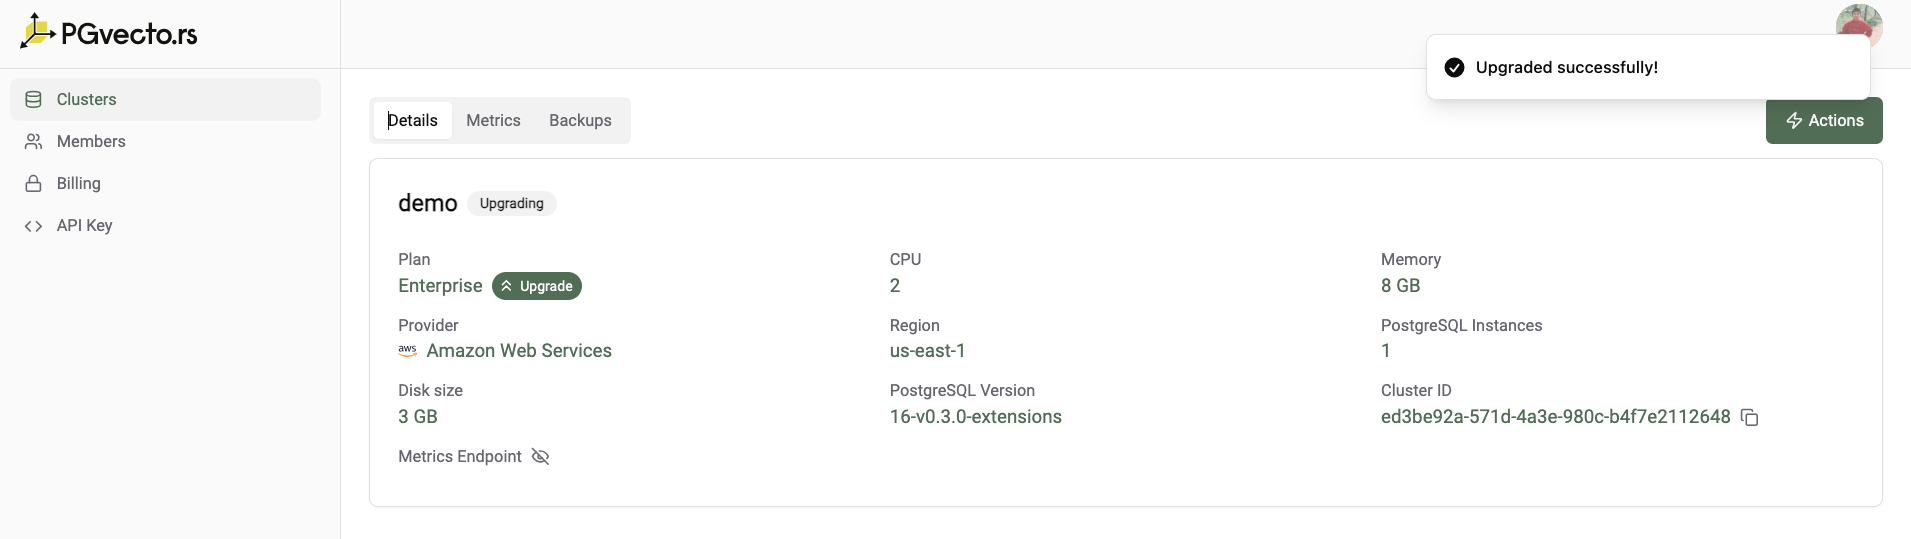 PGvecto.rs
Clusters
Members
Billing
API Key
Upgraded successfully!
Details Metrics Backups
Actions
demo Upgrading
Plan CPU Memory
Enterprise Upgrade 2 8 GB
Provider Region PostgreSQL Instances
aws Amazon Web Services us-east-1 1
Disk size PostgreSQL Version Cluster ID
3 GB 16-v0.3.0-extensions ed3be92a-571d-4a3e-980c-b4f7e2112648
Metrics Endpoint